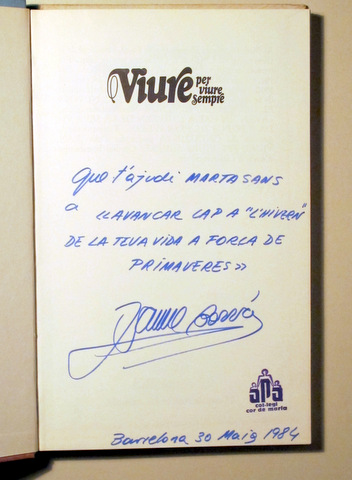 Viure per
viure
sempre
Que t'ajudi MARTA SANS
a «AVANÇAR CAP A "L'HIVERN"
DE LA TEVA VIDA A FORÇA DE
PRIMAVERES»
col·legi
cor de maria
Barcelona 30 Maig 1984